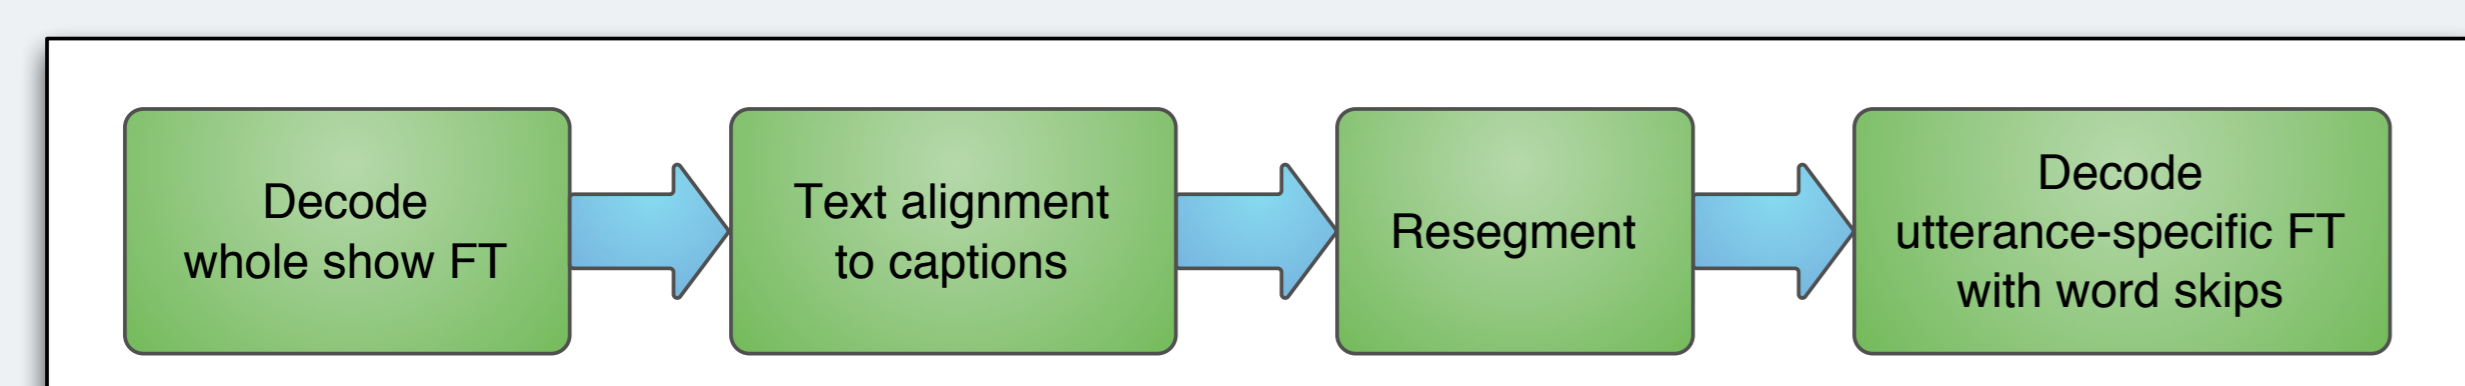 Decode
whole show FT
Text alignment
to captions
Resegment
Decode
utterance-specific FT
with word skips